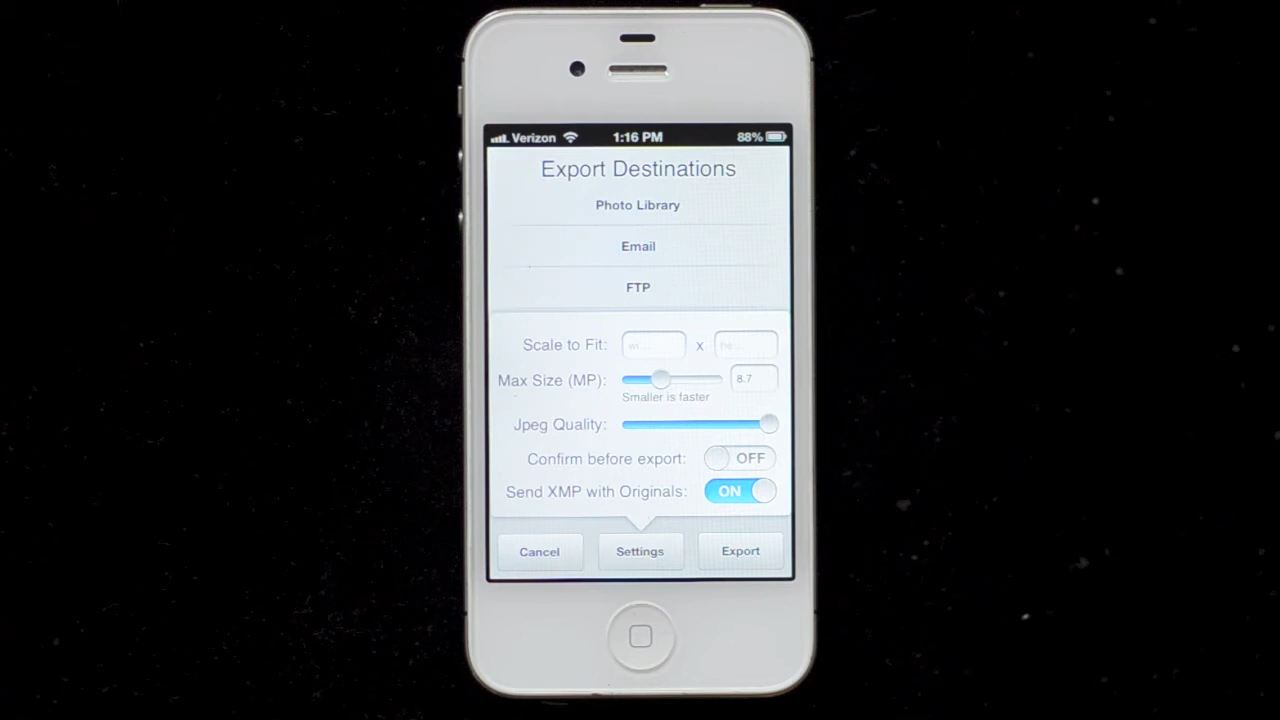 Verizon 1:16 PM 88%
Export Destinations
Photo Library
Email
FTP
Scale to Fit: x
Max Size (MP): 8.7
Smaller is faster
Jpeg Quality:
Confirm before export: OFF
Send XMP with Originals: ON
Cancel Settings Export